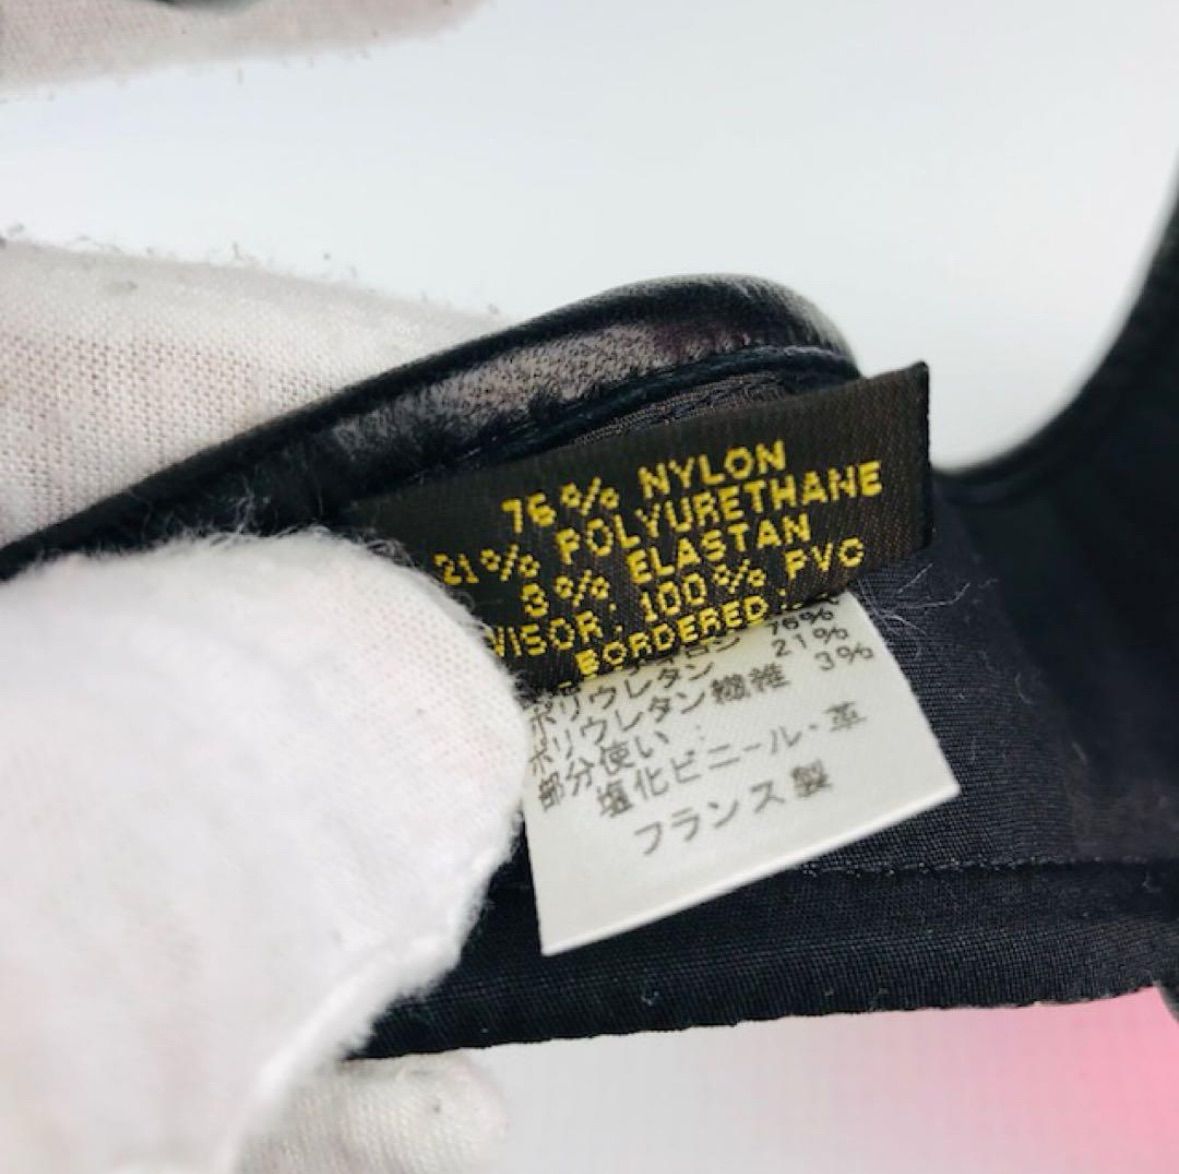 76% NYLON
21% POLYURETHANE
3% ELASTAN
VISOR: 100% PVC
BORDERED:
76%
ポリウレタン 21%
ポリウレタン繊維 3%
部分使い:
塩化ビニール・革
フランス製